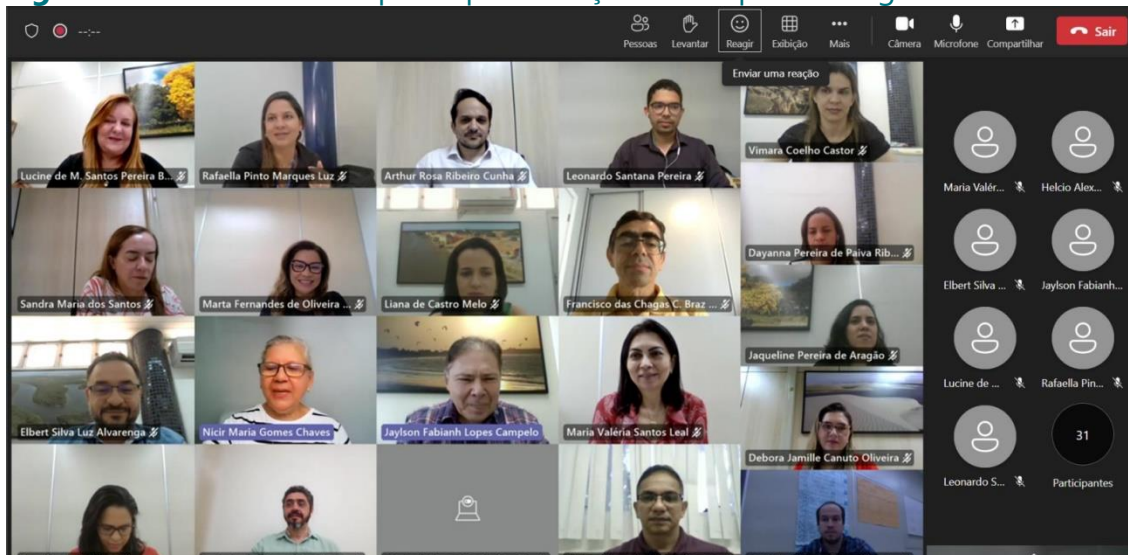 --:--
Pessoas Levantar Reagir Exibição Mais Câmera Microfone Compartilhar Sair
Enviar uma reação
Lucine de M. Santos Pereira B...
Rafaella Pinto Marques Luz
Arthur Rosa Ribeiro Cunha
Leonardo Santana Pereira
Vimara Coelho Castor
Sandra Maria dos Santos
Marta Fernandes de Oliveira ...
Liana de Castro Melo
Francisco das Chagas C. Braz ...
Dayanna Pereira de Paiva Rib...
Jaqueline Pereira de Aragão
Elbert Silva Luz Alvarenga
Nicir Maria Gomes Chaves
Jaylson Fabianh Lopes Campelo
Maria Valéria Santos Leal
Debora Jamille Canuto Oliveira
Maria Valér...
Helcio Alex...
Elbert Silva ...
Jaylson Fabianh...
Lucine de ...
Rafaella Pin...
Leonardo S...
31
Participantes